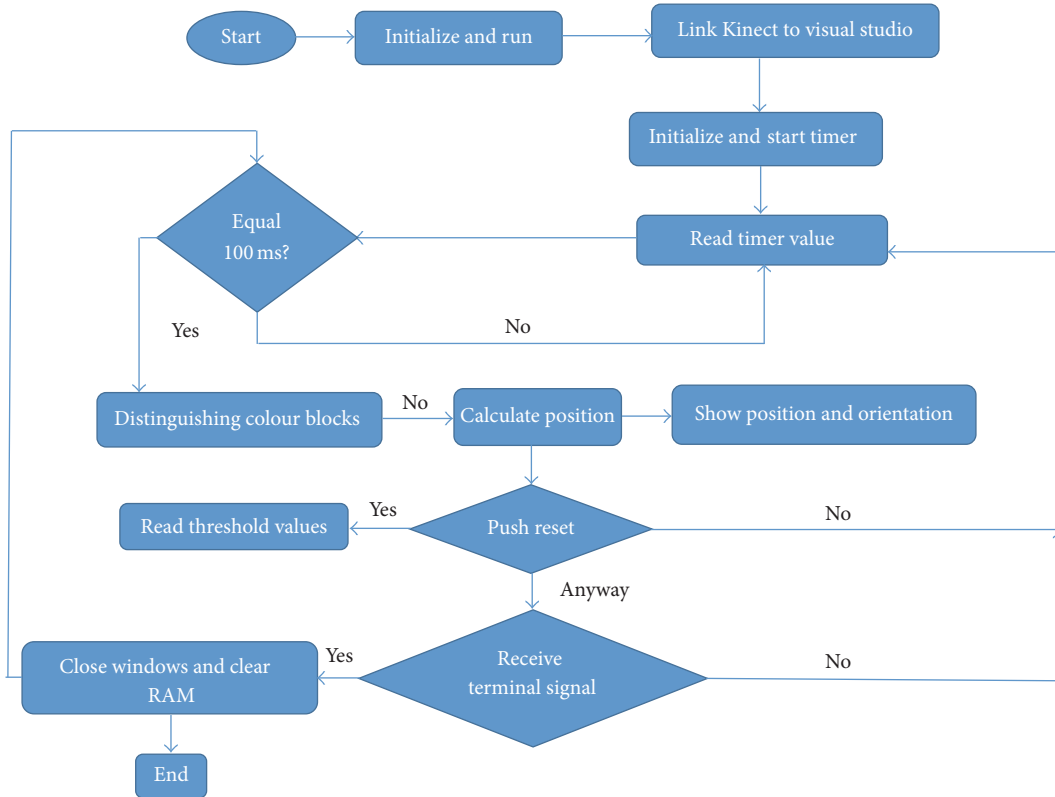 Start
Initialize and run
Link Kinect to visual studio
Initialize and start timer
Equal
100 ms?
Read timer value
Yes
No
Distinguishing colour blocks
No
Calculate position
Show position and orientation
Read threshold values
Yes
Push reset
No
Anyway
Close windows and clear
RAM
Yes
Receive
terminal signal
No
End